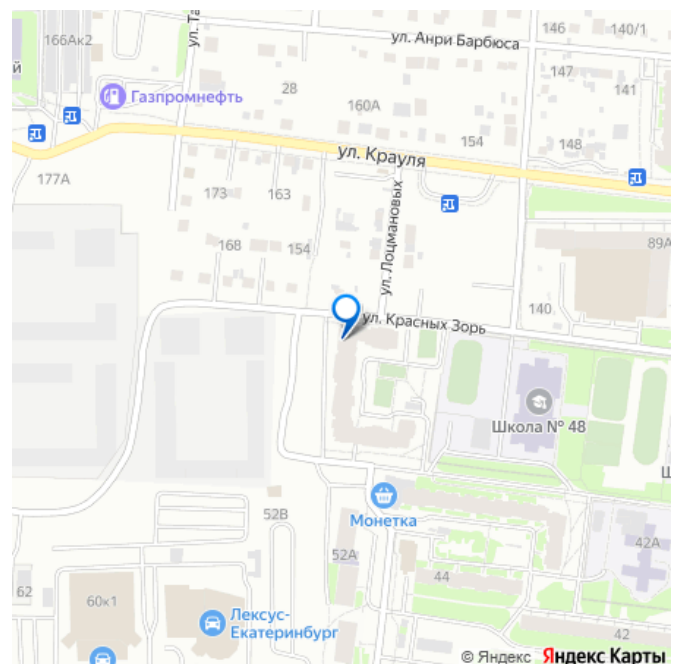 146
140/1
166Ак2
ул. Та
ул. Анри Барбюса
й
147
141
Газпромнефть
28
160А
154
148
ул. Крауля
177А
173
163
ул. Лоцмановых
168
154
89А
140
ул. Красных Зорь
Школа № 48
Ш
Монетка
52В
52А
42А
62
60к1
44
Лексус-
Екатеринбург
42
© Яндекс Яндекс Карты